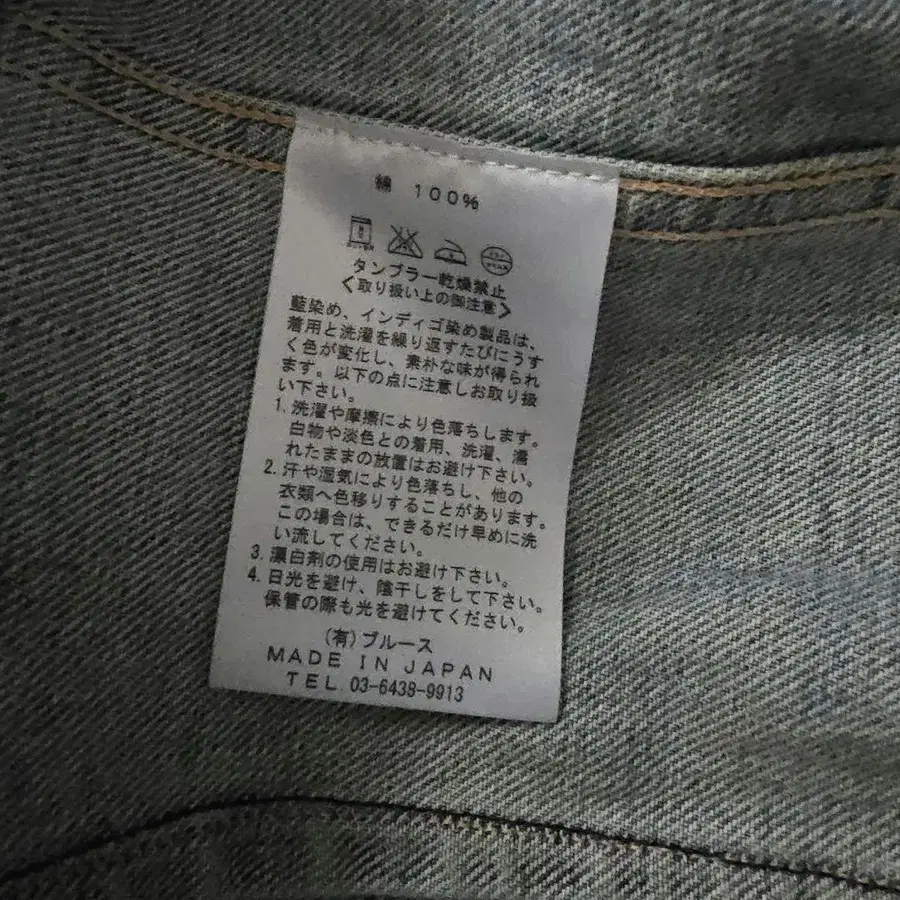 綿 100%
タンブラー乾燥禁止
<取り扱い上の御注意>
藍染め、インディゴ染め製品は、
着用と洗濯を繰り返すたびにうす
く色が変化し、素朴な味が得られ
ます。以下の点に注意しお取り扱
い下さい。
1. 洗濯や摩擦により色落ちします。
白物や淡色との着用、洗濯、濡
れたままの放置はお避け下さい。
2. 汗や湿気により色落ちし、他の
衣類へ色移りすることがあります。
この場合は、できるだけ早めに洗
い流してください。
3. 漂白剤の使用はお避け下さい。
4. 日光を避け、陰干しをして下さい。
保管の際も光を避けてください。
(有)ブルース
MADE IN JAPAN
TEL 03-6438-9913